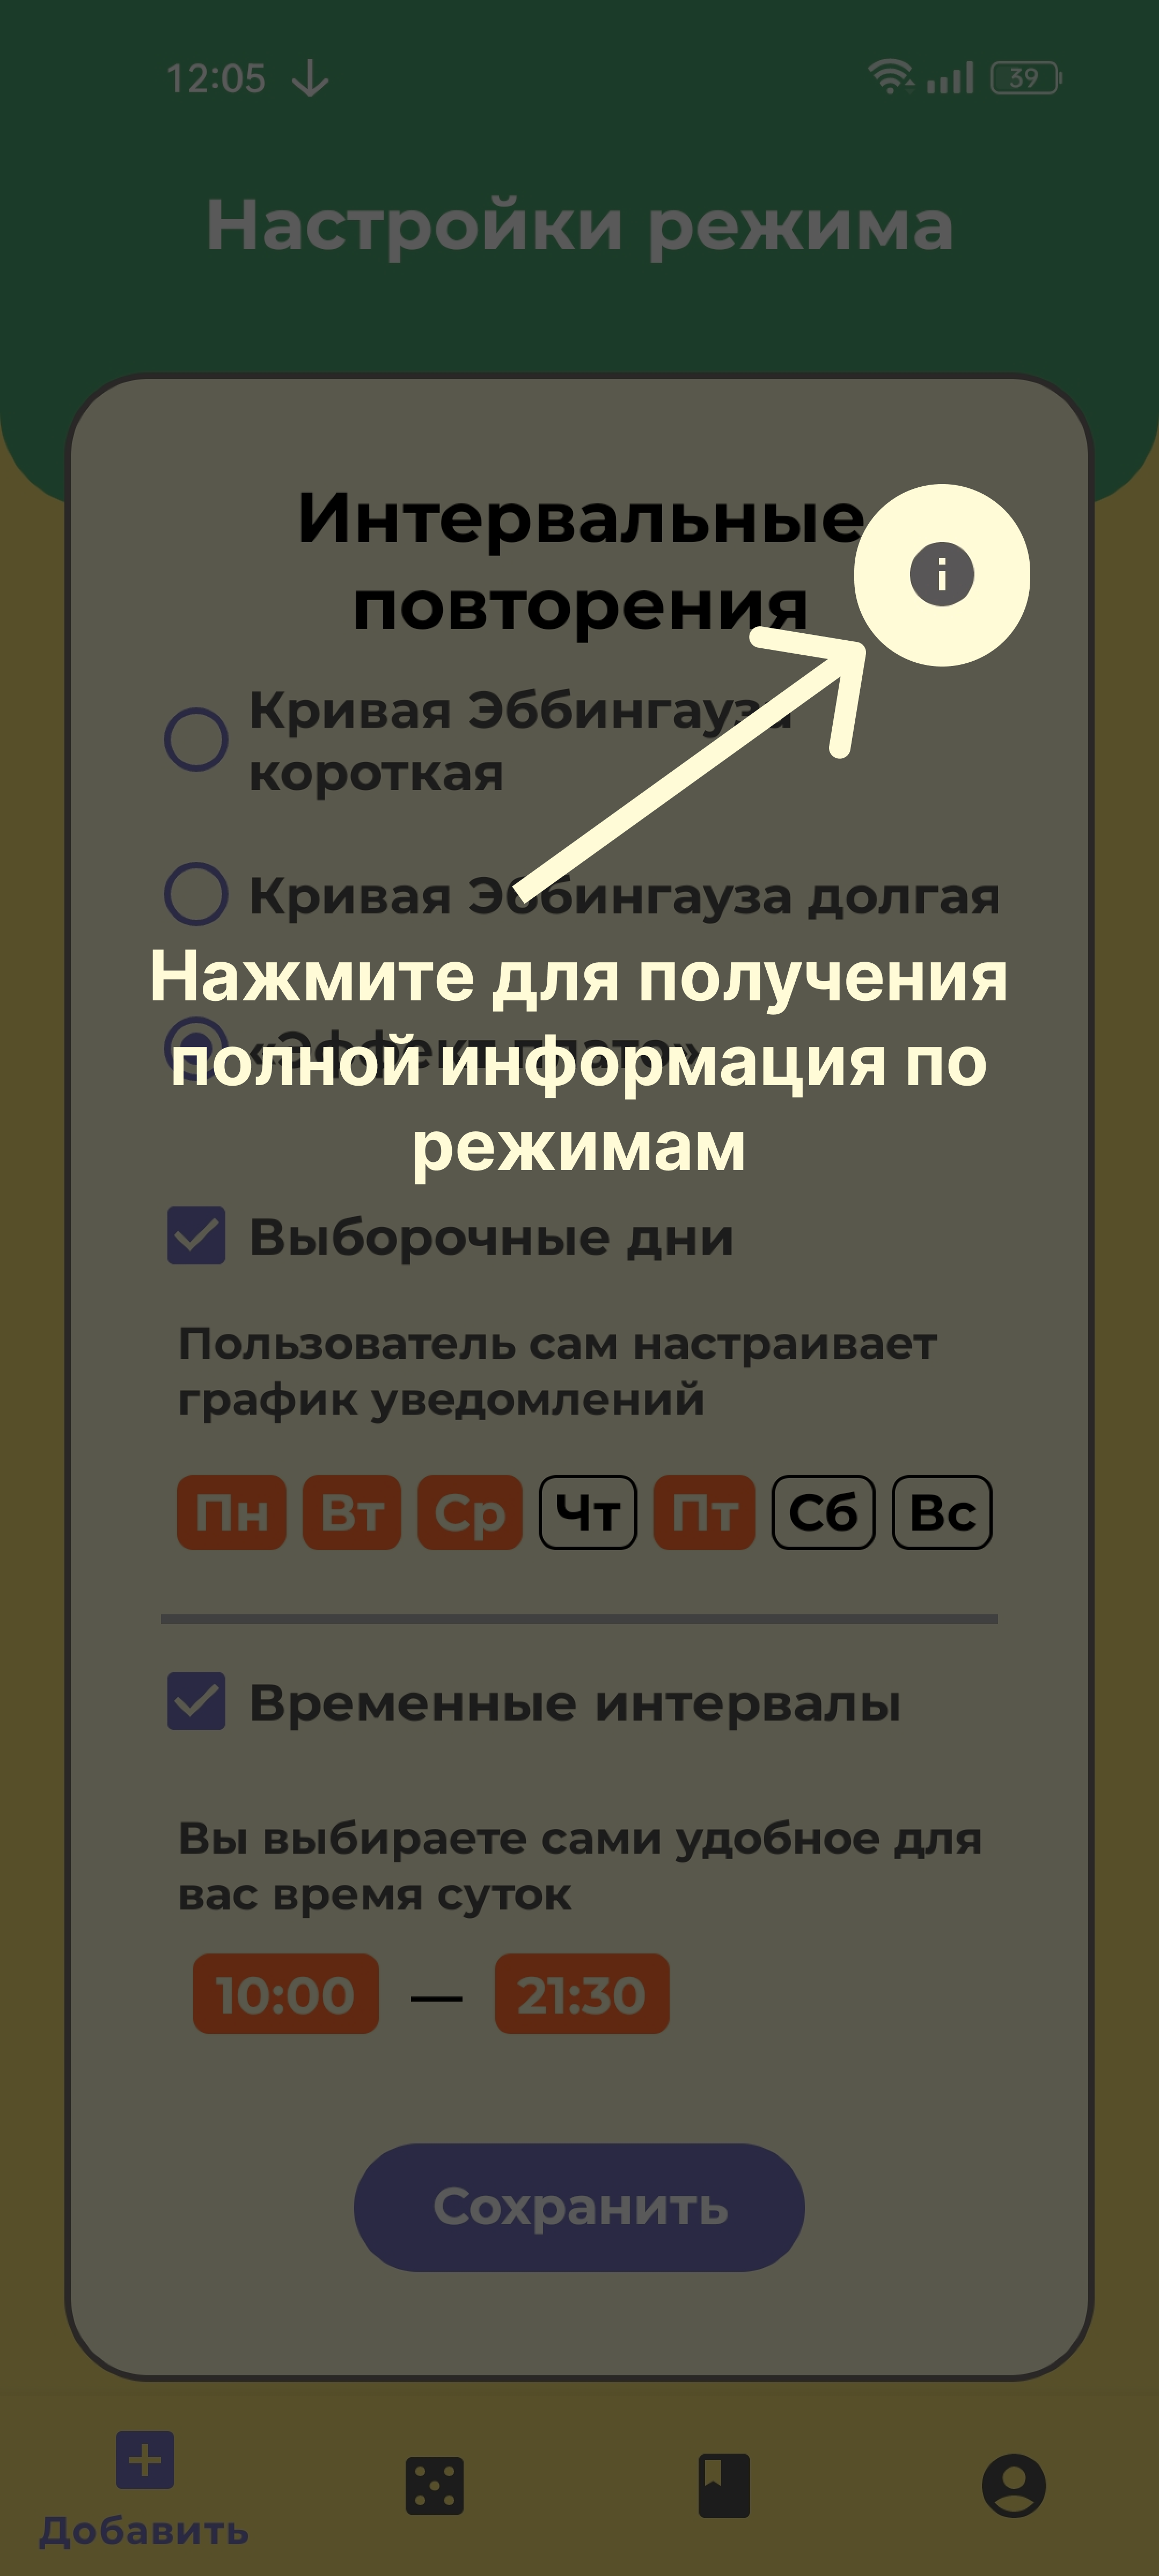 12:05
39
Настройки режима
Интервальные
повторения
Кривая Эббингауза
короткая
Кривая Эббингауза долгая
Нажмите для получения
«Эффект плато»
полной информация по
режимам
Выборочные дни
Пользователь сам настраивает
график уведомлений
Пн Вт Ср Чт Пт Сб Вс
Временные интервалы
Вы выбираете сами удобное для
вас время суток
10:00 — 21:30
Сохранить
Добавить